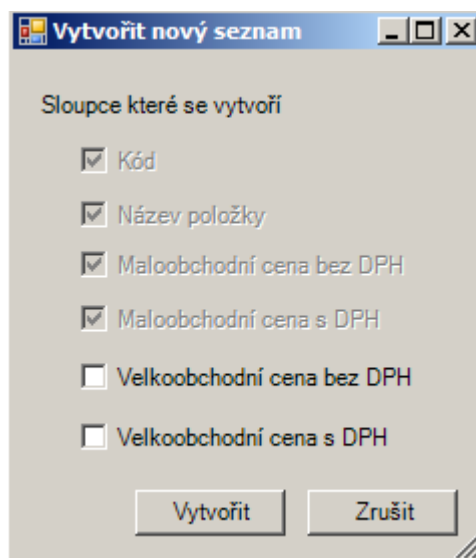 Vytvořit nový seznam
Sloupce které se vytvoří
Kód
Název položky
Maloobchodní cena bez DPH
Maloobchodní cena s DPH
Velkoobchodní cena bez DPH
Velkoobchodní cena s DPH
Vytvořit Zrušit